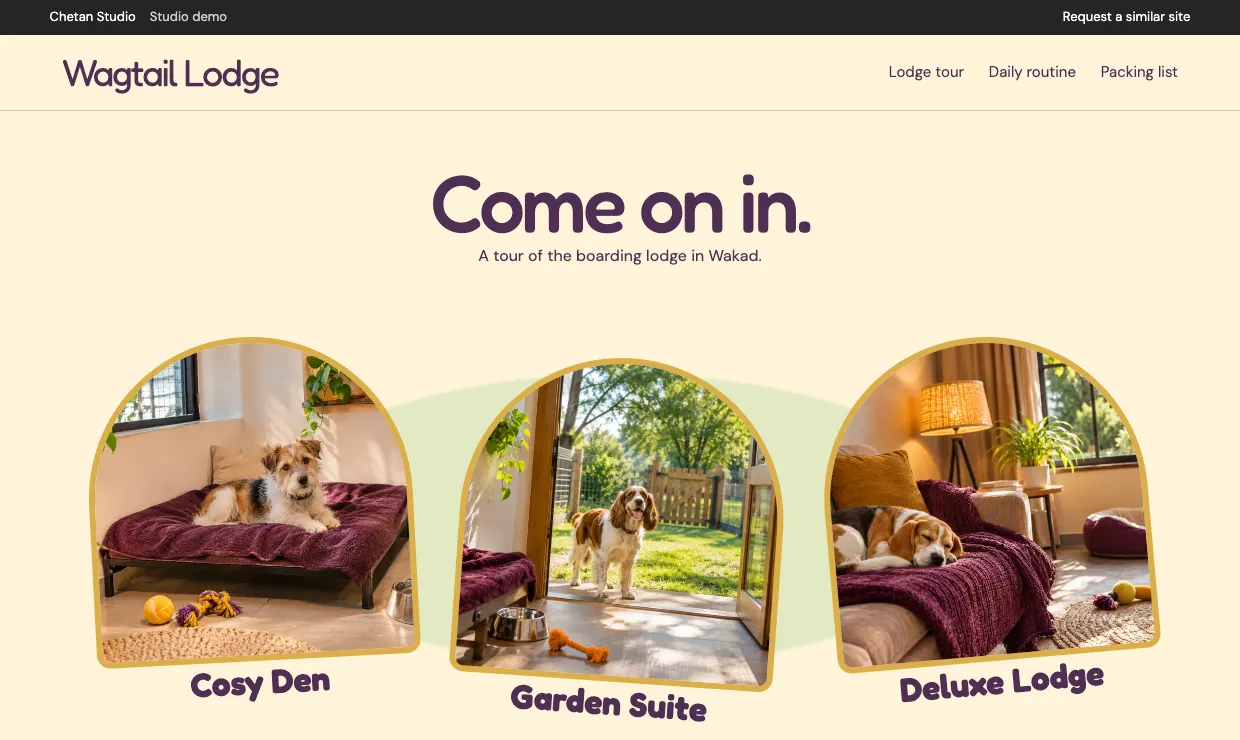 Chetan Studio Studio demo Request a similar site
Wagtail Lodge Lodge tour Daily routine Packing list
Come on in.
A tour of the boarding lodge in Wakad.
Cosy Den
Garden Suite
Deluxe Lodge